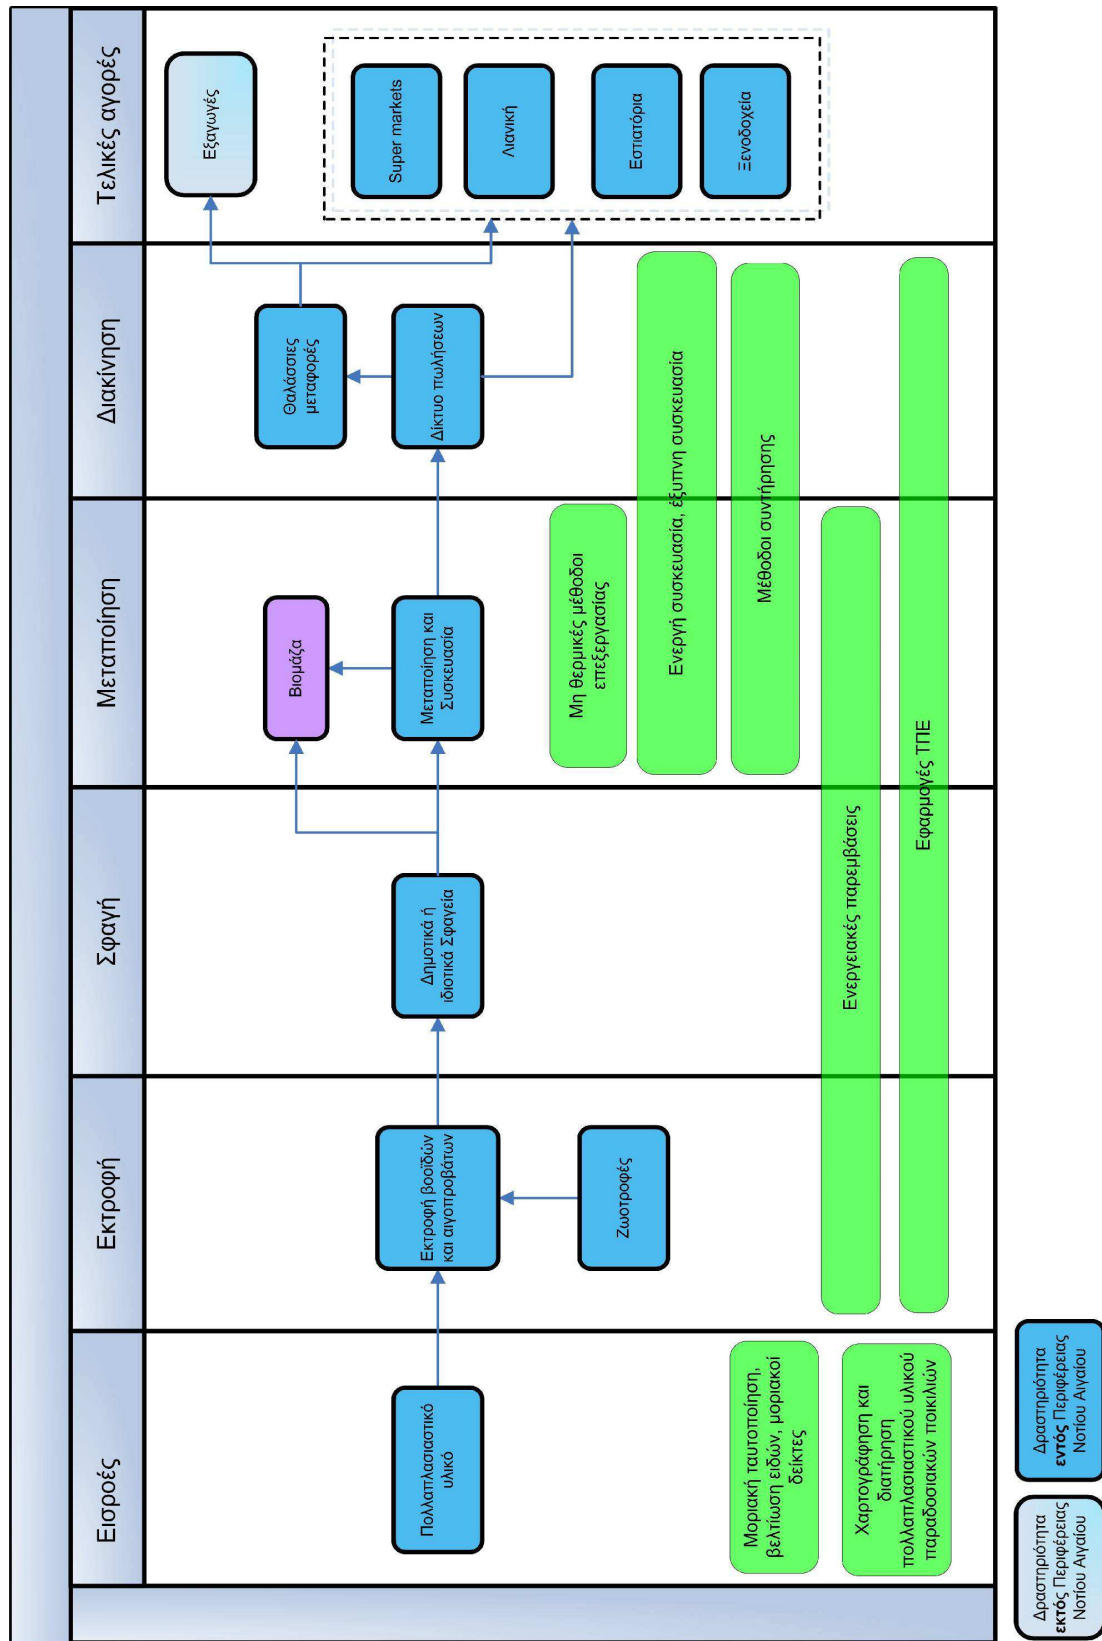 Εισροές
Εκτροφή
Σφαγή
Μεταποίηση
Διακίνηση
Τελικές αγορές
Πολλαπλασιαστικό
υλικό
Εκτροφή βοοϊδών
και αιγοπροβάτων
Ζωοτροφές
Δημοτικά ή
ιδιοτικά Σφαγεία
Βιομάζα
Μεταποίηση και
Συσκευασία
Θαλάσσιες
μεταφορές
Δίκτυο πωλήσεων
Εξαγωγές
Super markets
Λιανική
Εστιατόρια
Ξενοδοχεία
Μη θερμικές μέθοδοι
επεξεργασίας
Ενεργή συσκευασία, έξυπνη συσκευασία
Μέθοδοι συντήρησης
Ενεργειακές παρεμβάσεις
Εφαρμογές ΤΠΕ
Μοριακή ταυτοποίηση,
βελτίωση ειδών, μοριακοί
δείκτες
Χαρτογράφηση και
διατήρηση
πολλαπλασιαστικού υλικού
παραδοσιακών ποικιλιών
Δραστηριότητα
εκτός Περιφέρειας
Νοτίου Αιγαίου
Δραστηριότητα
εντός Περιφέρειας
Νοτίου Αιγαίου